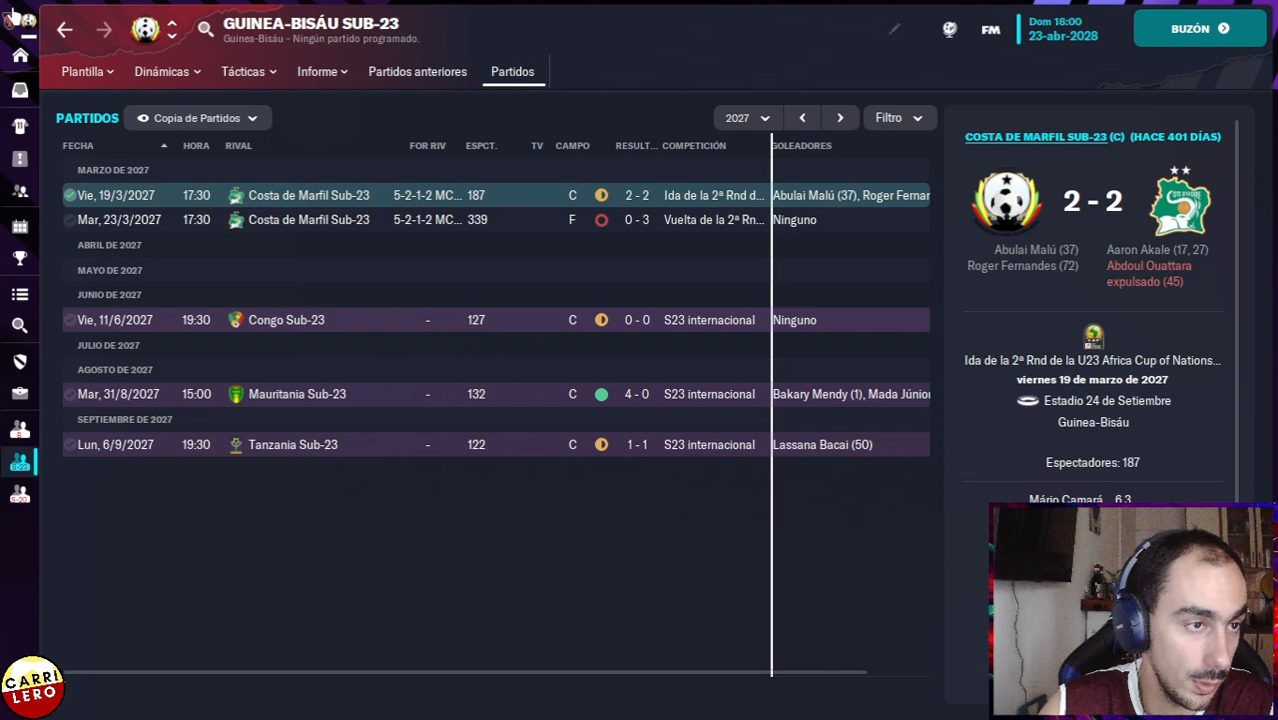 GUINEA-BISÁU SUB-23
Guinea-Bisáu - Ningún partido programado.
FM
Dom 18:00
23-abr-2028
BUZÓN
Plantilla
Dinámicas
Tácticas
Informe
Partidos anteriores
Partidos
PARTIDOS
Copia de Partidos
2027
Filtro
FECHA HORA RIVAL FOR RIV ESPCT. TV CAMPO RESULT... COMPETICIÓN GOLEADORES
MARZO DE 2027
Vie, 19/3/2027 17:30 Costa de Marfil Sub-23 5-2-1-2 MC... 187 C 2 - 2 Ida de la 2ª Rnd d... Abulai Malú (37), Roger Fernar
Mar, 23/3/2027 17:30 Costa de Marfil Sub-23 5-2-1-2 MC... 339 F 0 - 3 Vuelta de la 2ª Rn... Ninguno
ABRIL DE 2027
MAYO DE 2027
JUNIO DE 2027
Vie, 11/6/2027 19:30 Congo Sub-23 - 127 C 0 - 0 S23 internacional Ninguno
JULIO DE 2027
AGOSTO DE 2027
Mar, 31/8/2027 15:00 Mauritania Sub-23 - 132 C 4 - 0 S23 internacional Bakary Mendy (1), Mada Júnio
SEPTIEMBRE DE 2027
Lun, 6/9/2027 19:30 Tanzania Sub-23 - 122 C 1 - 1 S23 internacional Lassana Bacai (50)
COSTA DE MARFIL SUB-23 (C) (HACE 401 DÍAS)
2 - 2
Abulai Malú (37)
Roger Fernandes (72)
Aaron Akale (17, 27)
Abdoul Ouattara
expulsado (45)
Ida de la 2ª Rnd de la U23 Africa Cup of Nations...
viernes 19 de marzo de 2027
Estadio 24 de Setiembre
Guinea-Bisáu
Espectadores: 187
Mário Camará 6.3
11
B
S-23
S-20
CARRI
LERO